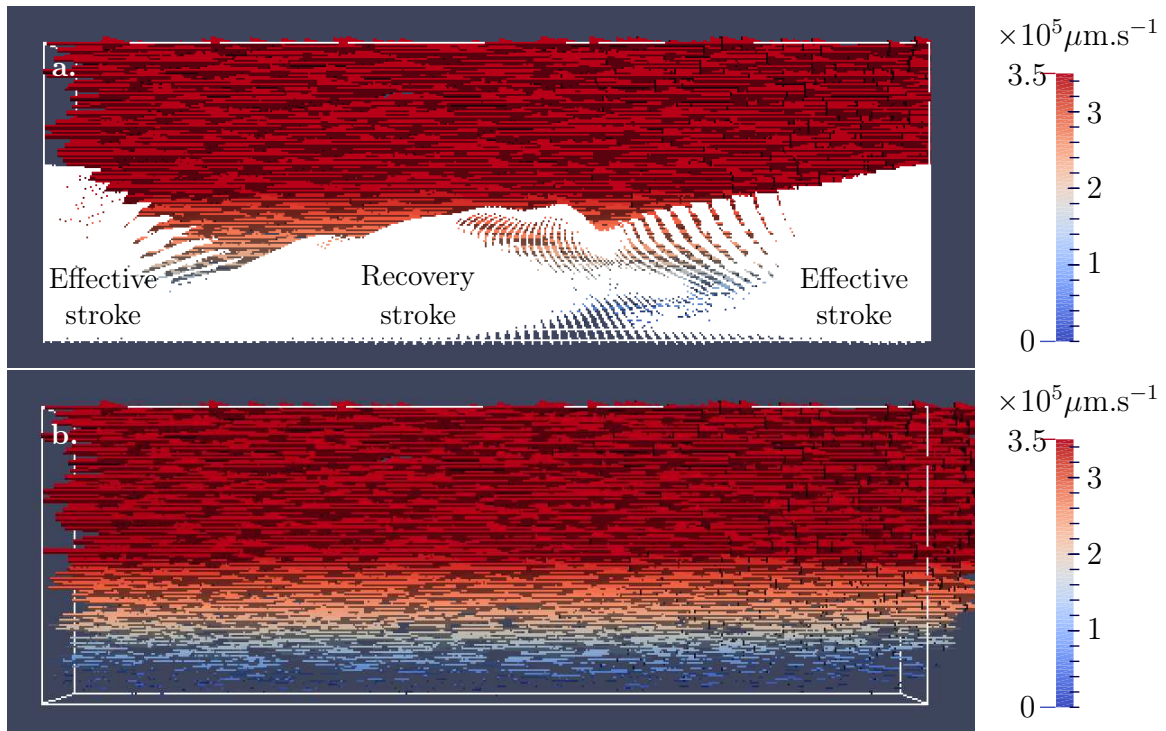 a.
Effective
stroke
Recovery
stroke
Effective
stroke
×10⁵μm.s⁻¹
3.5
3
2
1
0
b.
×10⁵μm.s⁻¹
3.5
3
2
1
0